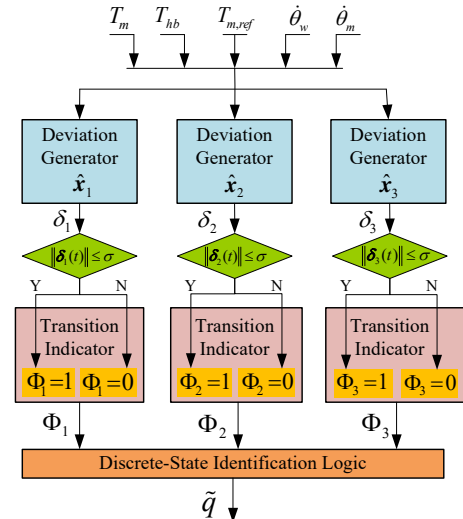 T_m T_hb T_m,ref θ̇_w θ̇_m
Deviation Generator x̂_1
Deviation Generator x̂_2
Deviation Generator x̂_3
δ_1 δ_2 δ_3
‖δ_1(t)‖ ≤ σ
‖δ_2(t)‖ ≤ σ
‖δ_3(t)‖ ≤ σ
Y N Y N Y N
Transition Indicator
Φ_1=1 Φ_1=0
Transition Indicator
Φ_2=1 Φ_2=0
Transition Indicator
Φ_3=1 Φ_3=0
Φ_1 Φ_2 Φ_3
Discrete-State Identification Logic
q̃